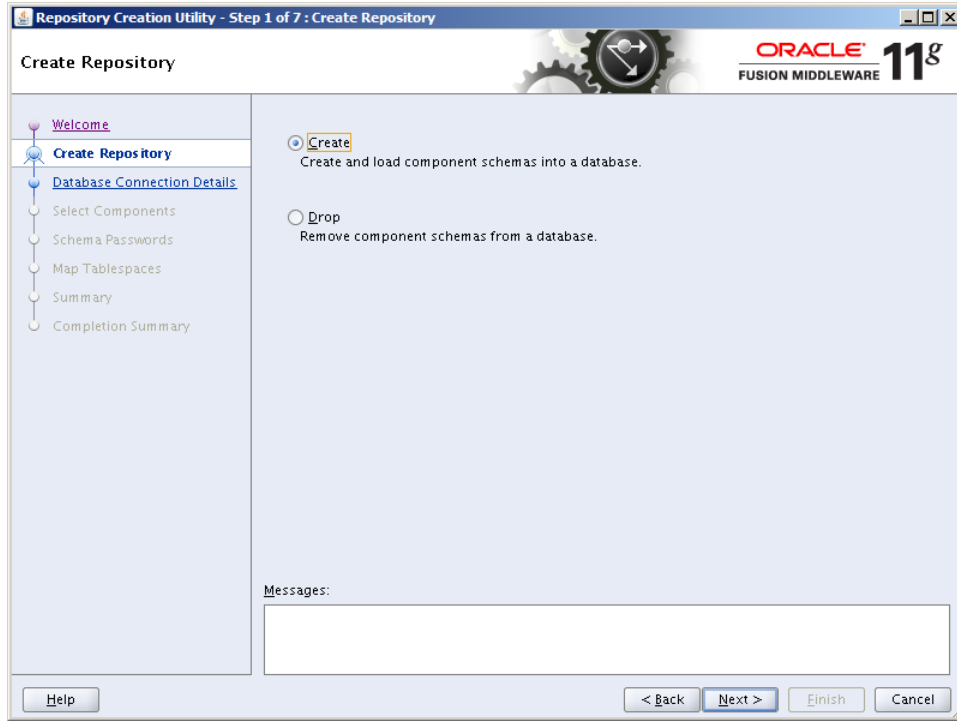 Repository Creation Utility - Step 1 of 7 : Create Repository
Create Repository
ORACLE
FUSION MIDDLEWARE 11g
Welcome
Create Repository
Database Connection Details
Select Components
Schema Passwords
Map Tablespaces
Summary
Completion Summary
Create
Create and load component schemas into a database.
Drop
Remove component schemas from a database.
Messages:
Help
< Back
Next >
Finish
Cancel